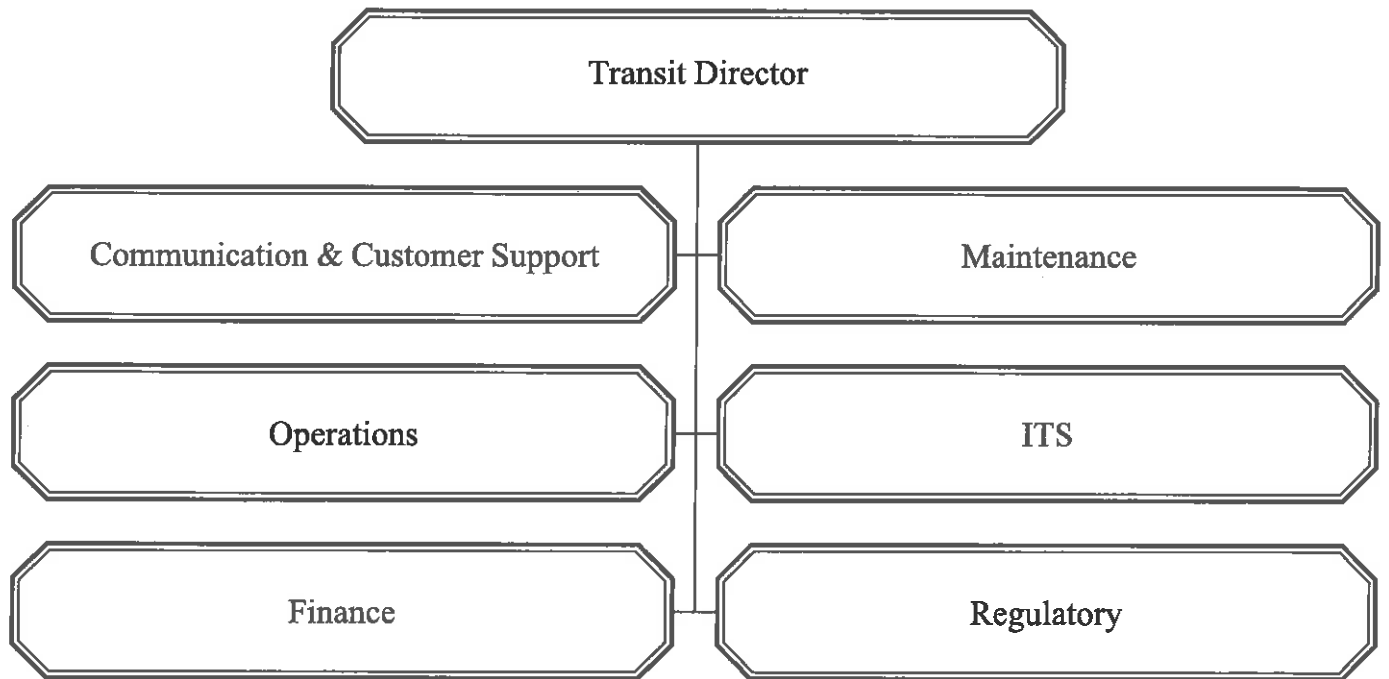 Transit Director
Communication & Customer Support
Maintenance
Operations
ITS
Finance
Regulatory